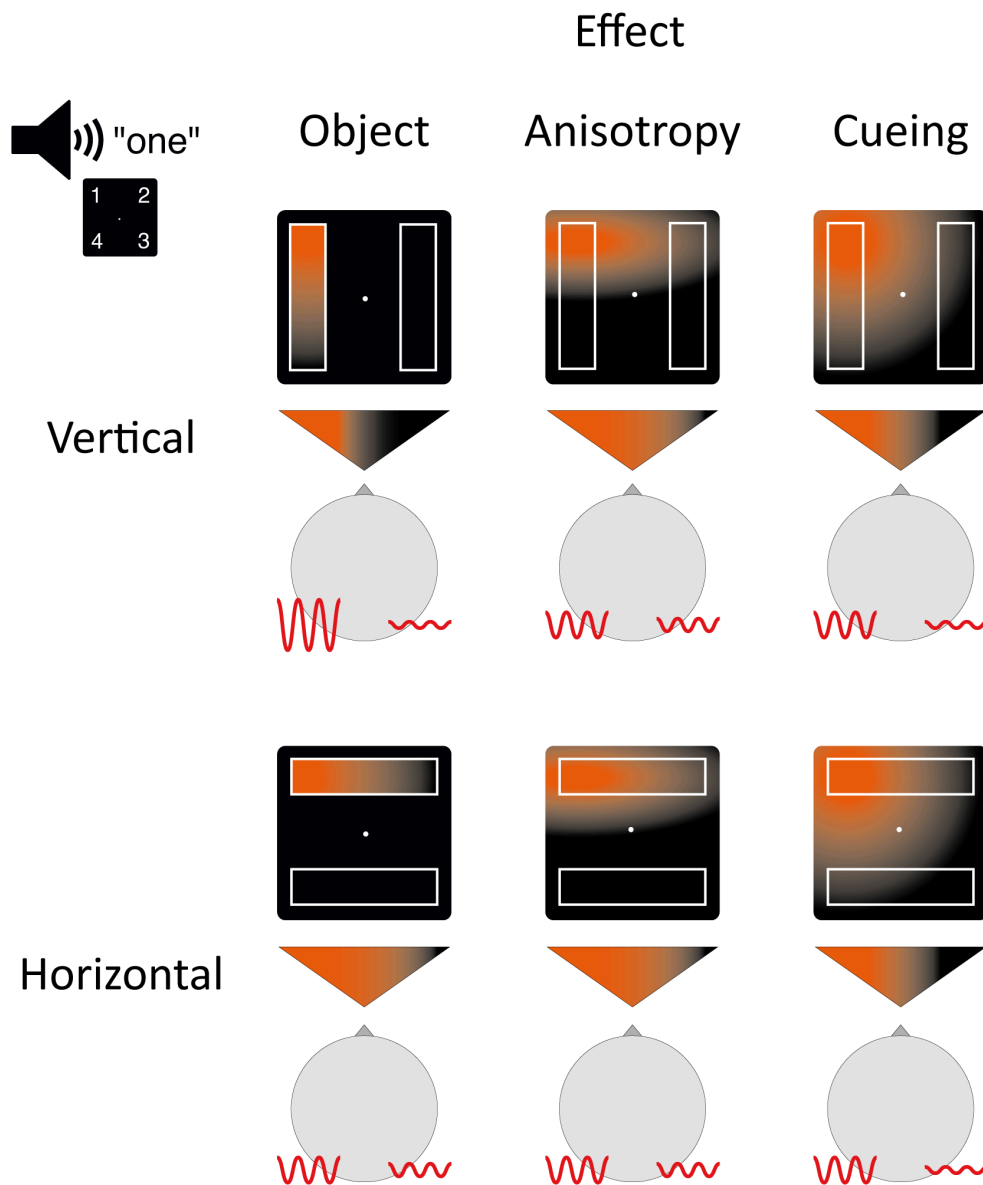 Effect
"one"
Object Anisotropy Cueing
1 2
4 3
Vertical
Horizontal